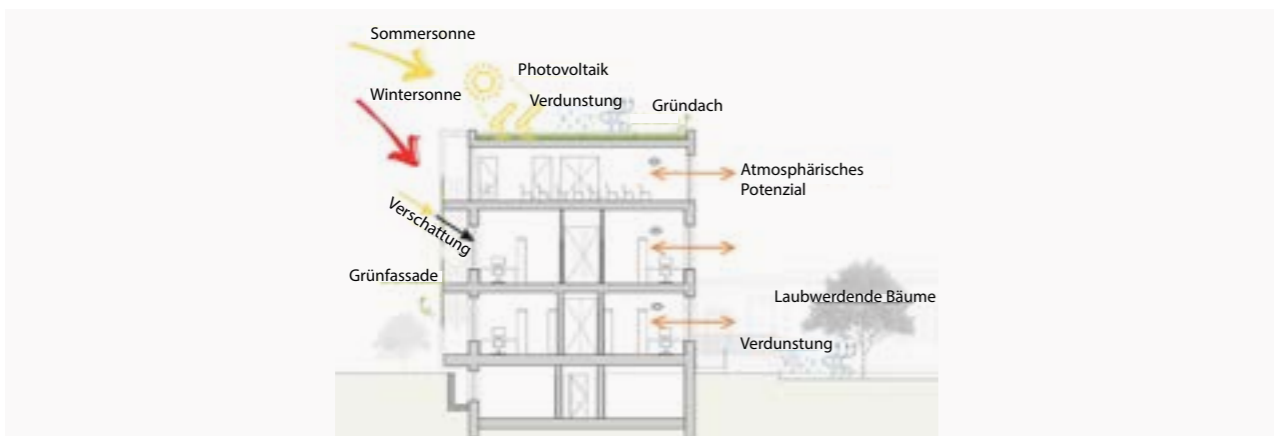 Sommersonne
Photovoltaik
Wintersonne
Verdunstung
Gründach
Atmosphärisches
Potenzial
Verschattung
Grünfassade
Laubwerdende Bäume
Verdunstung